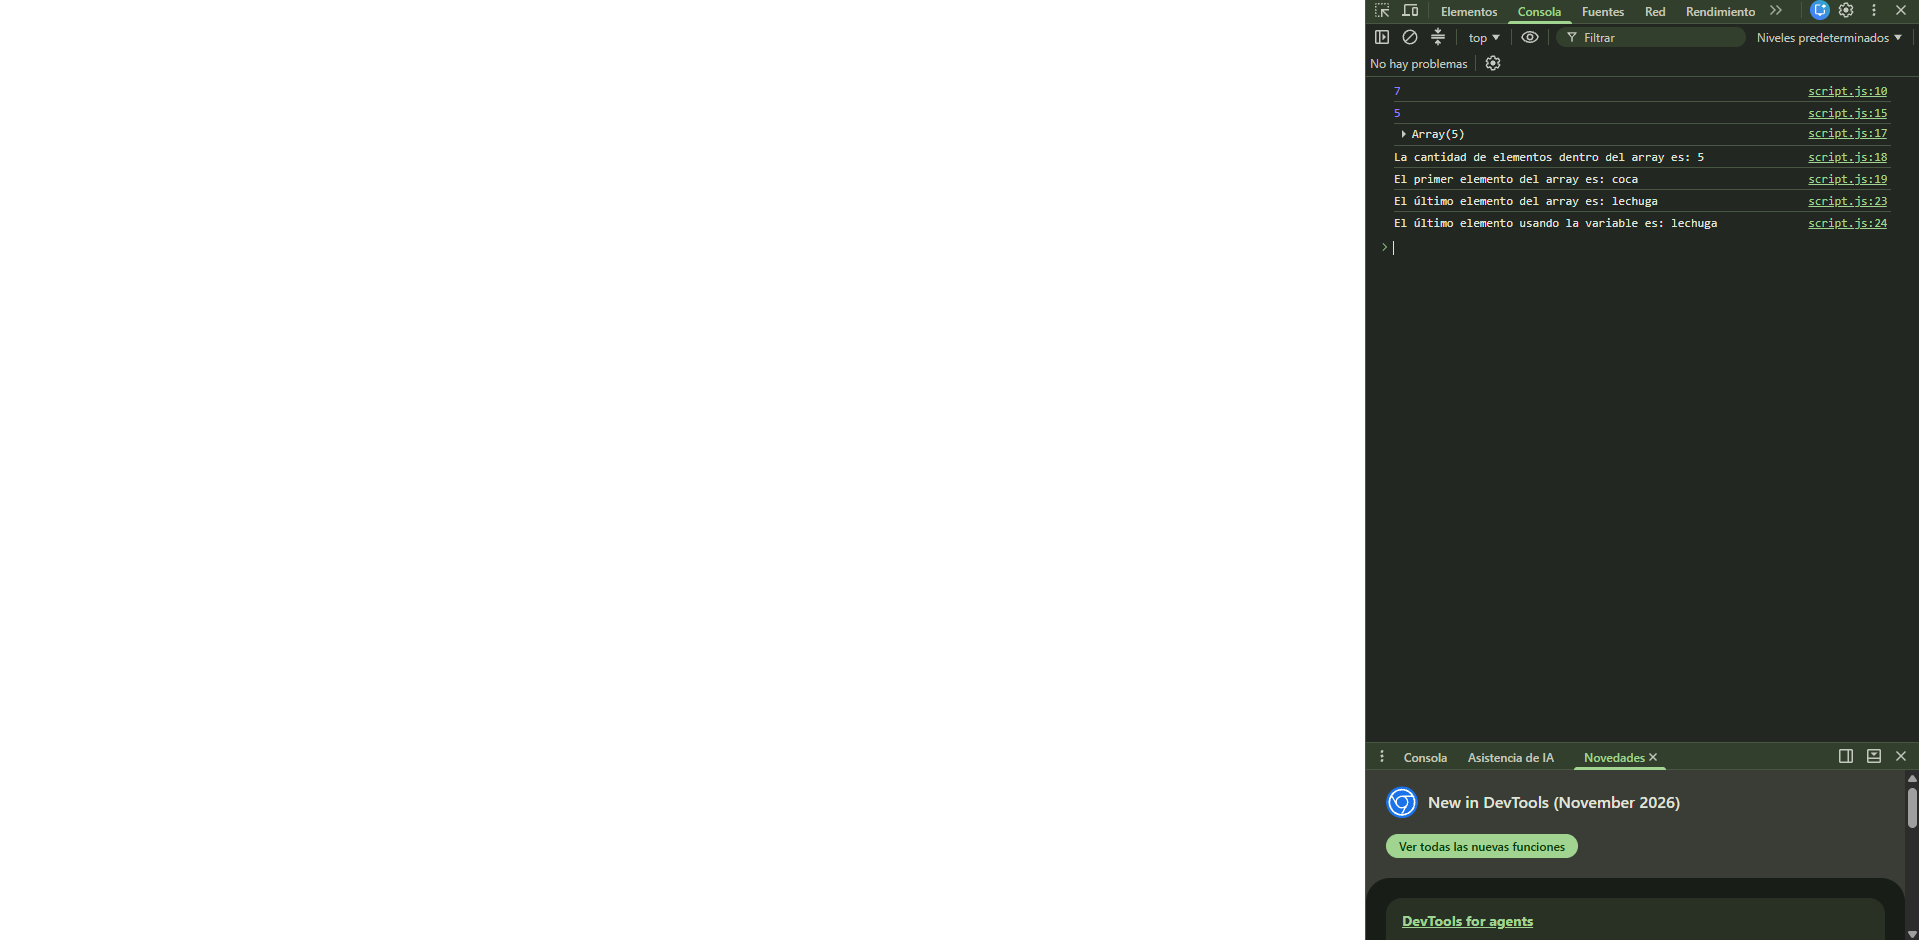 Elementos Consola Fuentes Red Rendimiento
top Filtrar Niveles predeterminados
No hay problemas
7 script.js:10
5 script.js:15
Array(5) script.js:17
La cantidad de elementos dentro del array es: 5 script.js:18
El primer elemento del array es: coca script.js:19
El último elemento del array es: lechuga script.js:23
El último elemento usando la variable es: lechuga script.js:24
Consola Asistencia de IA Novedades
New in DevTools (November 2026)
Ver todas las nuevas funciones
DevTools for agents